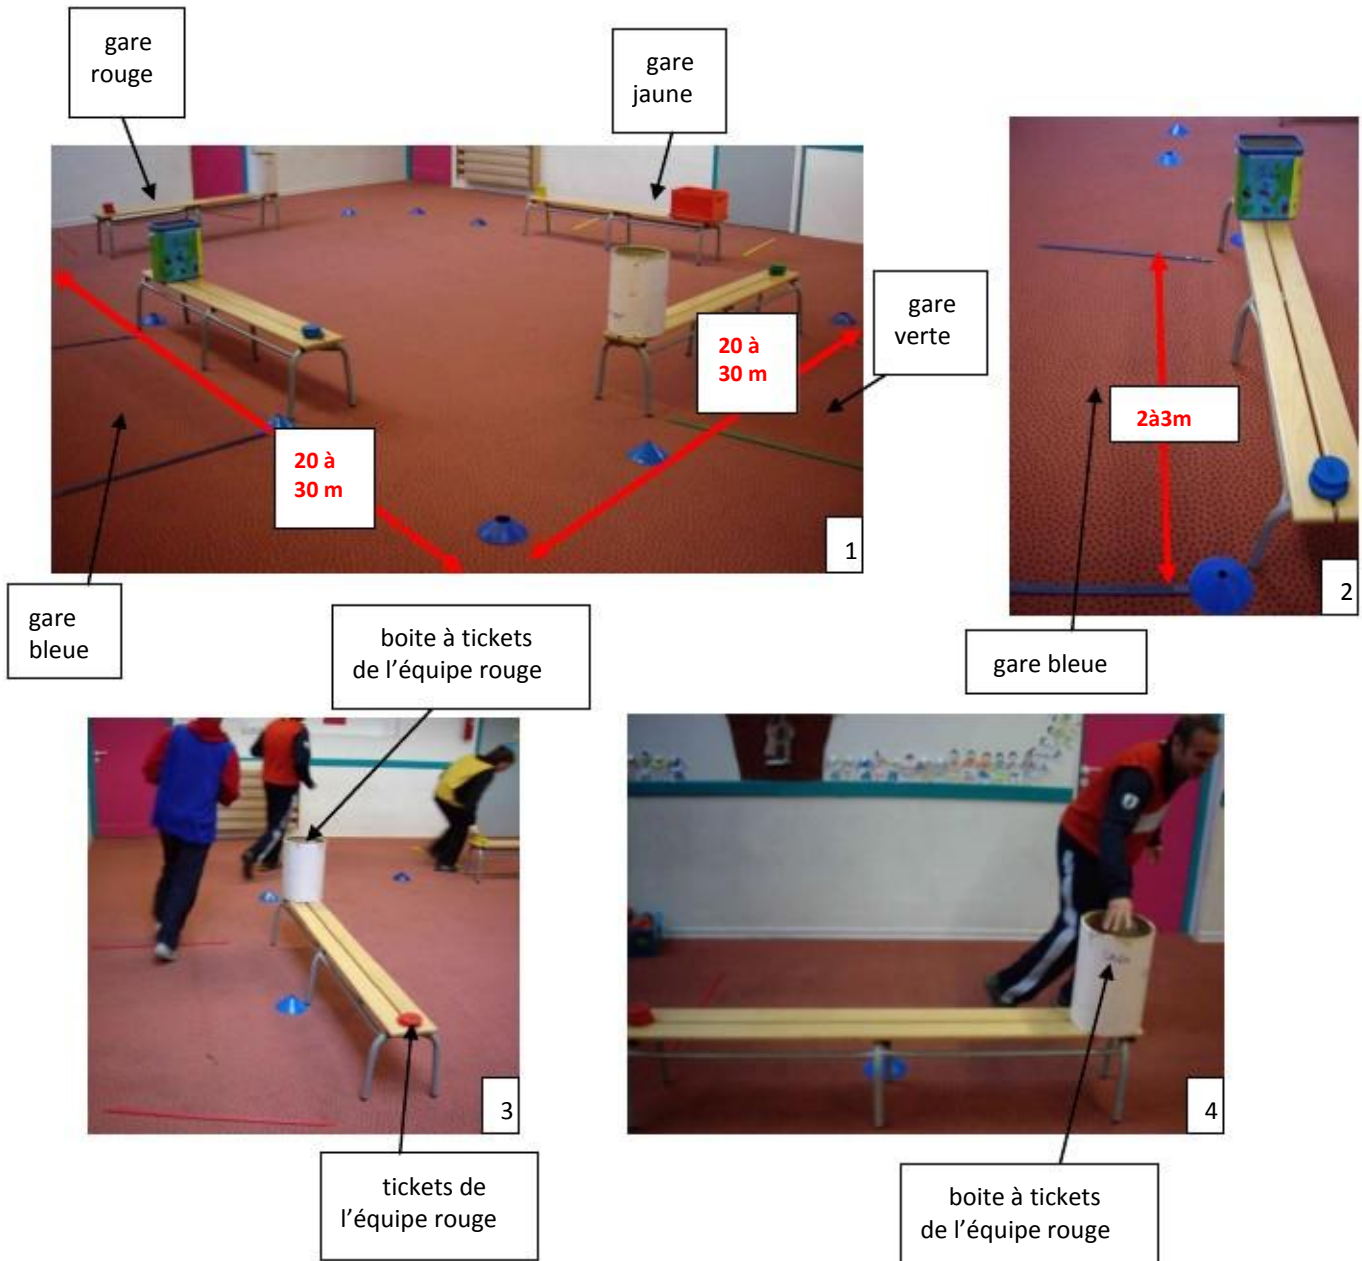 gare
rouge
gare
jaune
gare
verte
20 à
30 m
20 à
30 m
1
2à3m
2
gare
bleue
boite à tickets
de l’équipe rouge
gare bleue
3
4
tickets de
l’équipe rouge
boite à tickets
de l’équipe rouge